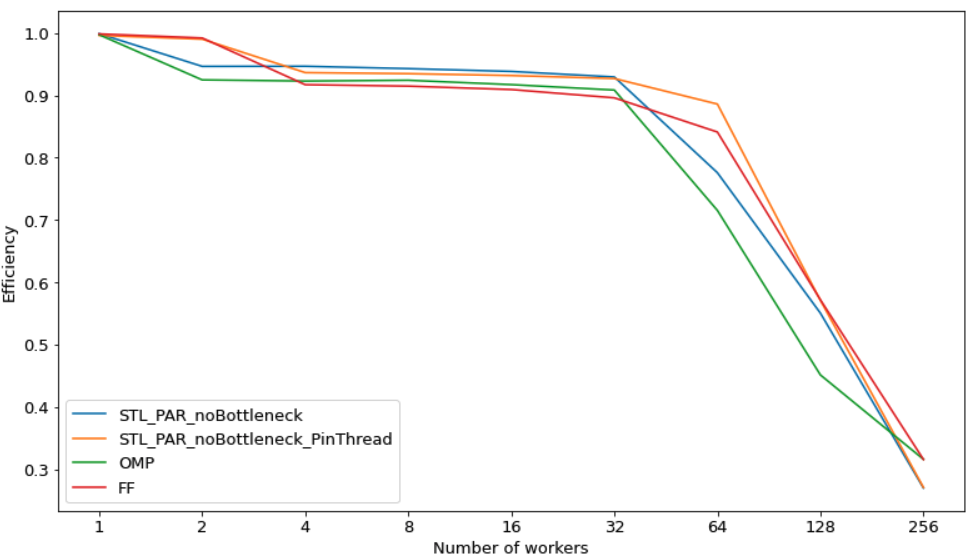 1.0
0.9
0.8
0.7
0.6
0.5
0.4
0.3
Efficiency
STL_PAR_noBottleneck
STL_PAR_noBottleneck_PinThread
OMP
FF
1 2 4 8 16 32 64 128 256
Number of workers